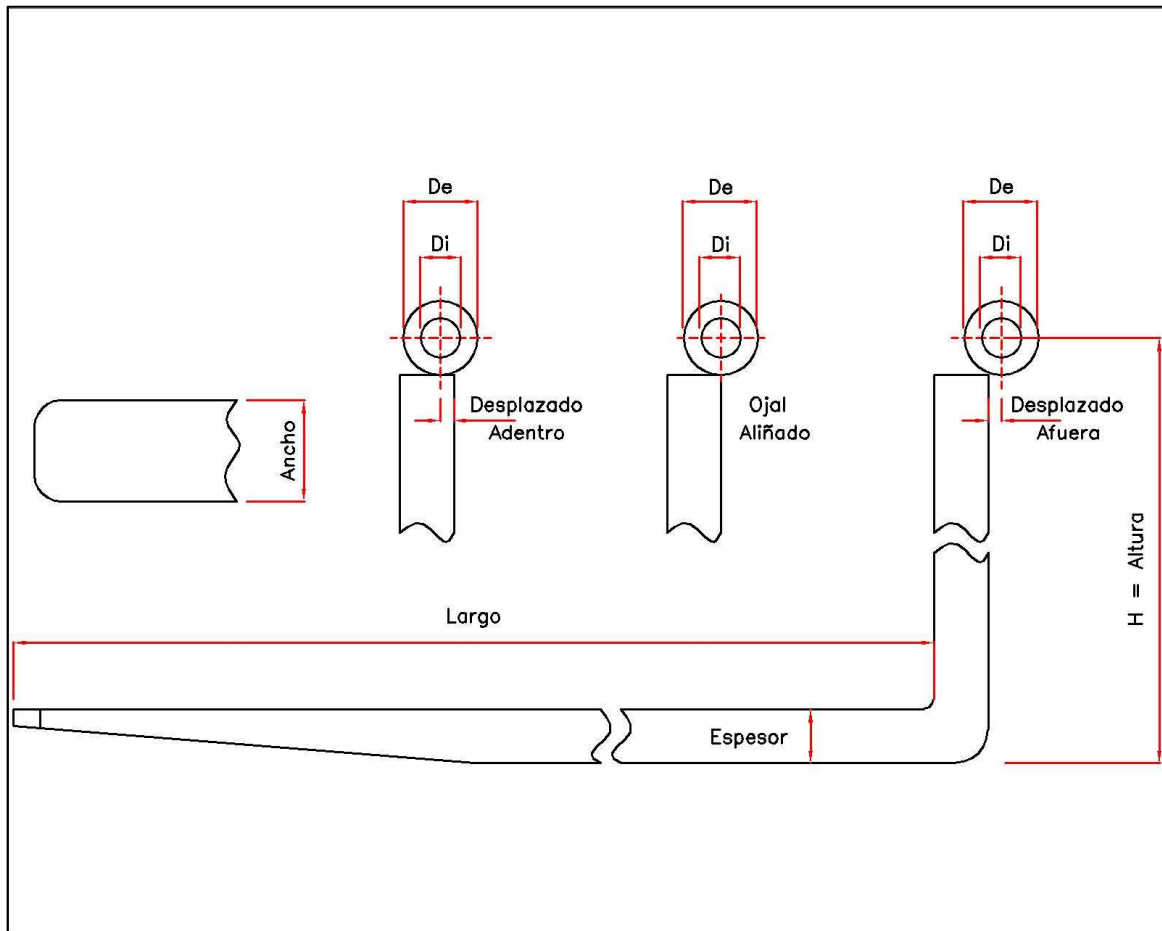 De
De
De
Di
Di
Di
Desplazado
Adentro
Ojal
Aliñado
Desplazado
Afuera
Ancho
H = Altura
Largo
Espesor